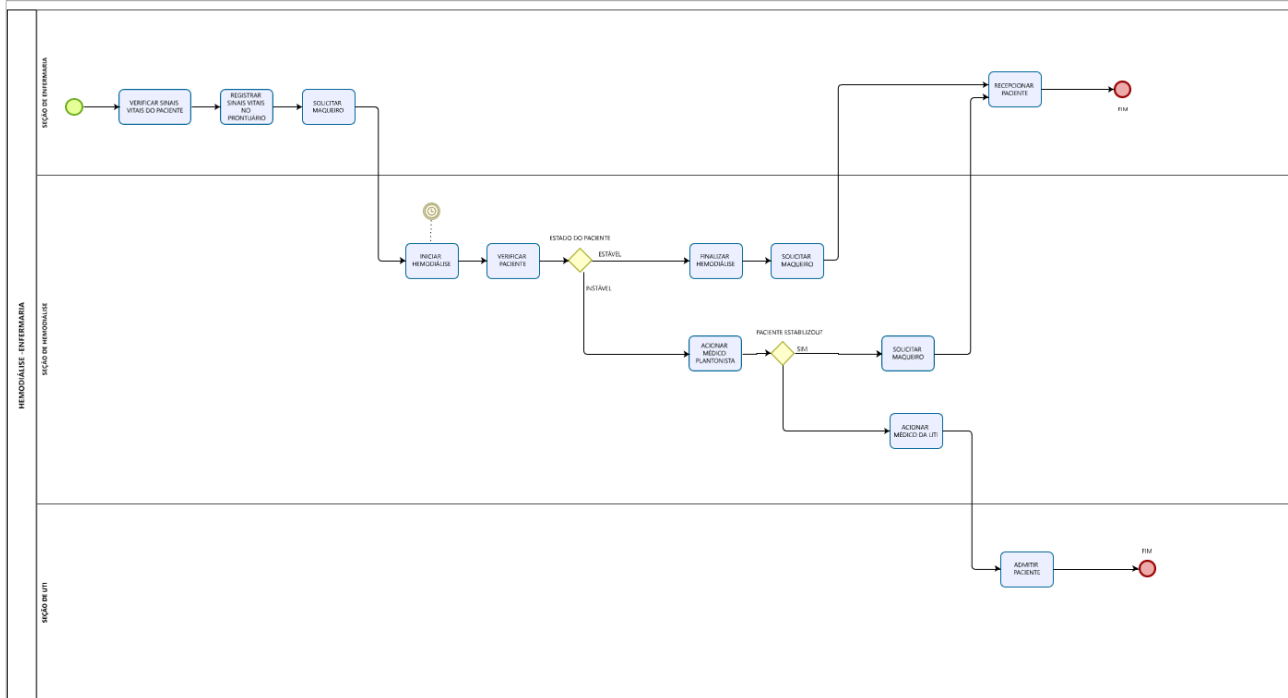 HEMODIÁLISE - ENFERMARIA
SEÇÃO DE ENFERMARIA
VERIFICAR SINAIS
VITAIS DO PACIENTE
REGISTRAR
SINAIS VITAIS
NO
PRONTUÁRIO
SOLICITAR
MAQUEIRO
RECEPCIONAR
PACIENTE
FIM
SEÇÃO DE HEMODIÁLISE
INICIAR
HEMODIÁLISE
VERIFICAR
PACIENTE
ESTADO DO PACIENTE
ESTÁVEL
INSTÁVEL
FINALIZAR
HEMODIÁLISE
SOLICITAR
MAQUEIRO
ACIONAR
MÉDICO
PLANTONISTA
PACIENTE ESTABILIZOU?
SIM
SOLICITAR
MAQUEIRO
ACIONAR
MÉDICO DA UTI
SEÇÃO DE UTI
ADMITIR
PACIENTE
FIM